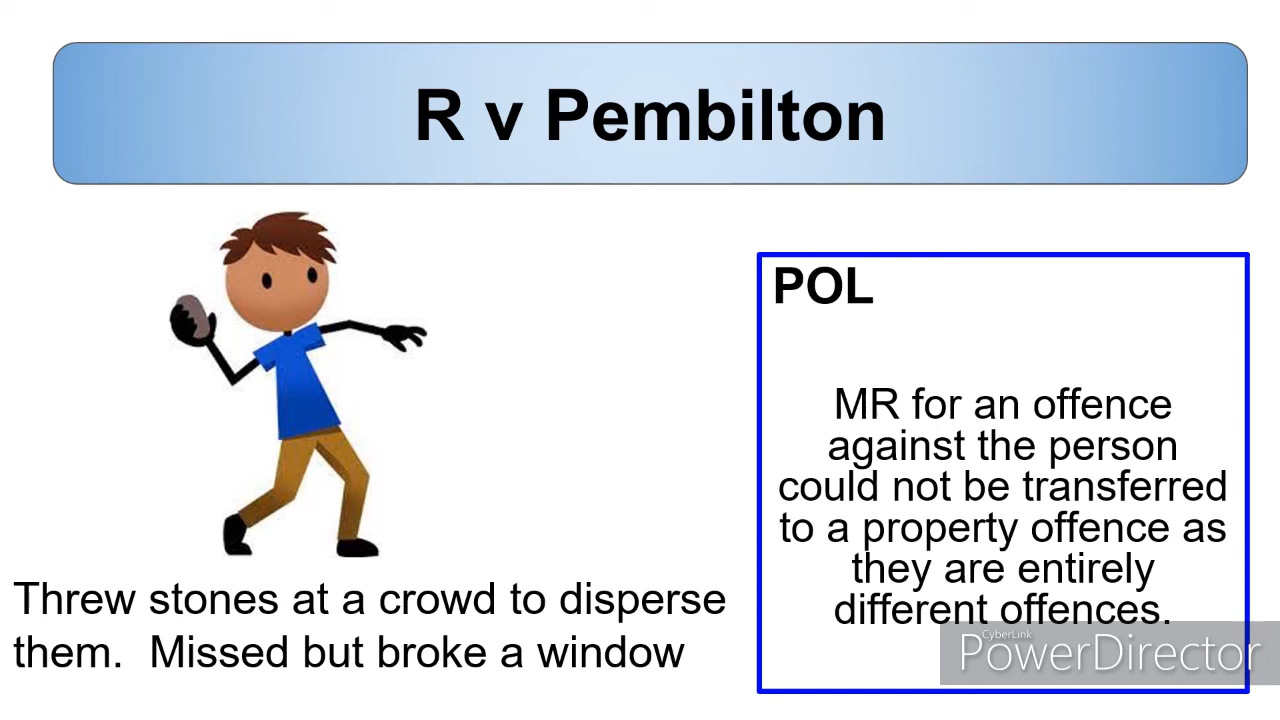 R v Pembilton
POL
MR for an offence
against the person
could not be transferred
to a property offence as
they are entirely
different offences.
Threw stones at a crowd to disperse
them.  Missed but broke a window
CyberLink
PowerDirector